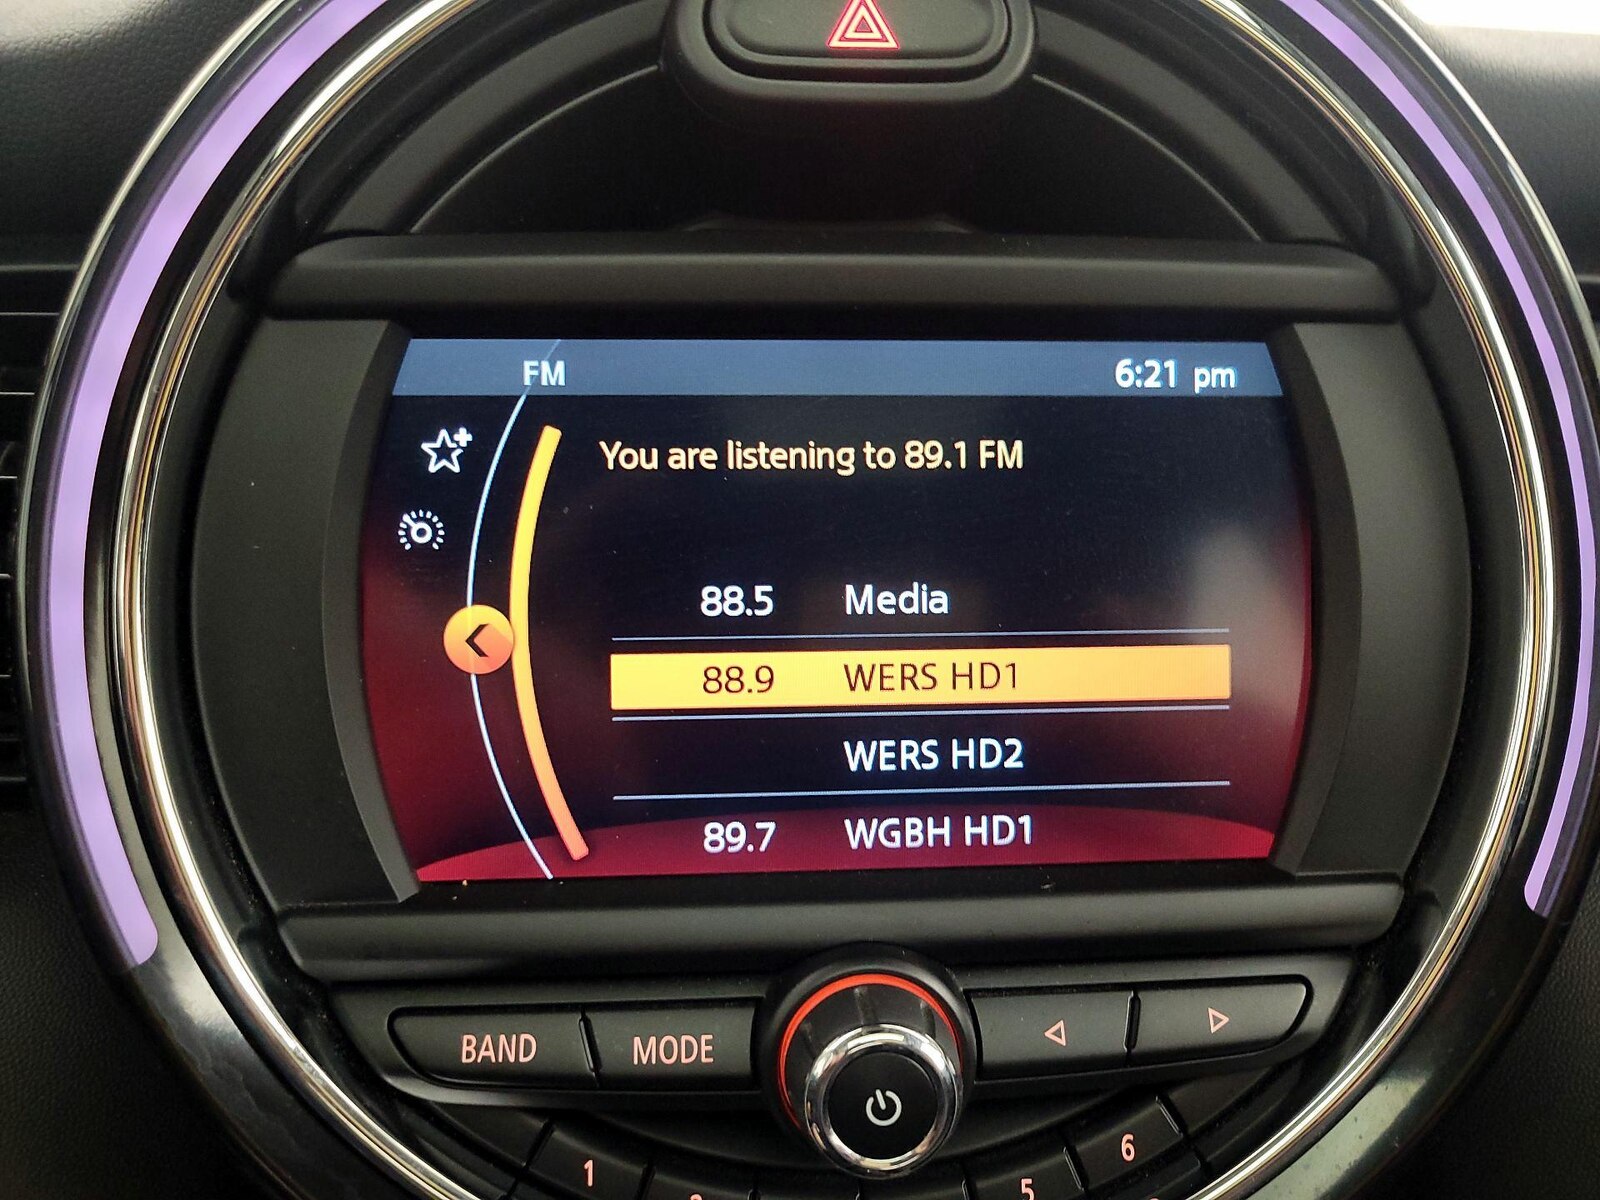 FM 6:21 pm
You are listening to 89.1 FM
88.5 Media
88.9 WERS HD1
WERS HD2
89.7 WGBH HD1
BAND MODE
1 5 6